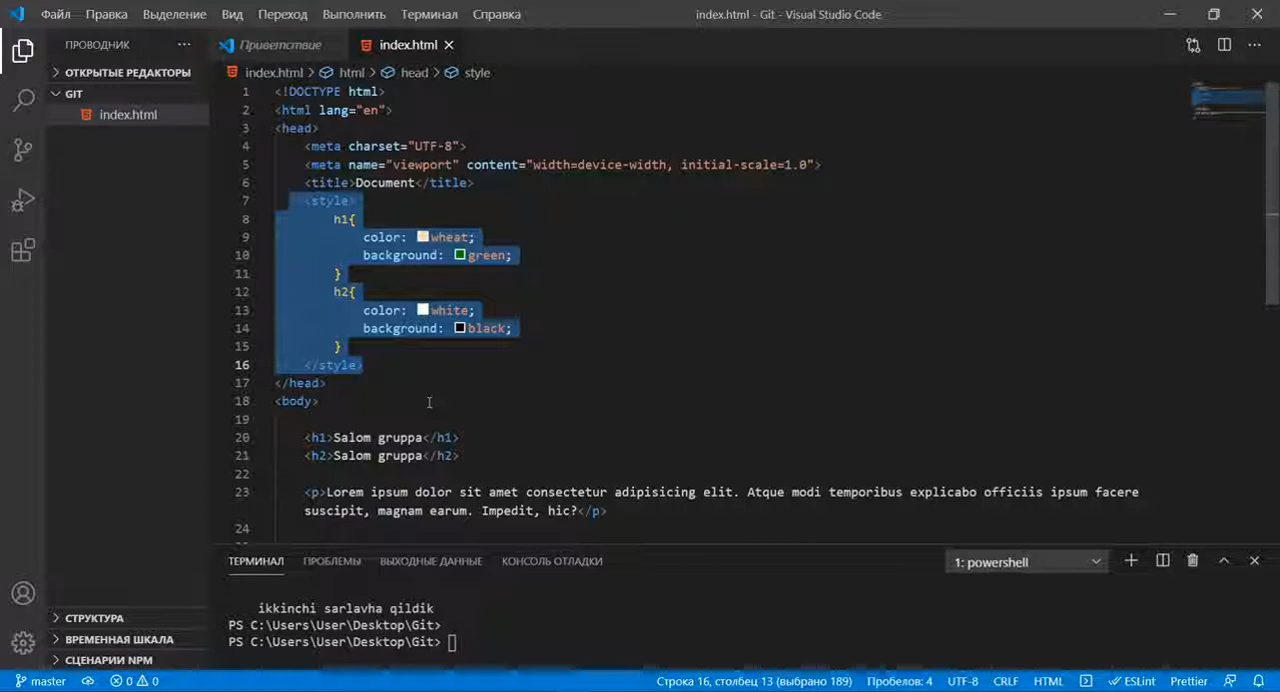 Файл Правка Выделение Вид Переход Выполнить Терминал Справка index.html - Git - Visual Studio Code
ПРОВОДНИК
Приветствие index.html
ОТКРЫТЫЕ РЕДАКТОРЫ
index.html > html > head > style
GIT
index.html
1 <!DOCTYPE html>
2 <html lang="en">
3 <head>
4 <meta charset="UTF-8">
5 <meta name="viewport" content="width=device-width, initial-scale=1.0">
6 <title>Document</title>
7 <style>
8 h1{
9 color: wheat;
10 background: green;
11 }
12 h2{
13 color: white;
14 background: black;
15 }
16 </style>
17 </head>
18 <body>
19
20 <h1>Salom gruppa</h1>
21 <h2>Salom gruppa</h2>
22
23 <p>Lorem ipsum dolor sit amet consectetur adipisicing elit. Atque modi temporibus explicabo officiis ipsum facere
suscipit, magnam earum. Impedit, hic?</p>
24
ТЕРМИНАЛ ПРОБЛЕМЫ ВЫХОДНЫЕ ДАННЫЕ КОНСОЛЬ ОТЛАДКИ 1: powershell
ikkinchi sarlavha qildik
PS C:\Users\User\Desktop\Git>
PS C:\Users\User\Desktop\Git>
СТРУКТУРА
ВРЕМЕННАЯ ШКАЛА
СЦЕНАРИИ NPM
master 0 0 Строка 16, столбец 13 (выбрано 189) Пробелов: 4 UTF-8 CRLF HTML ESLint Prettier